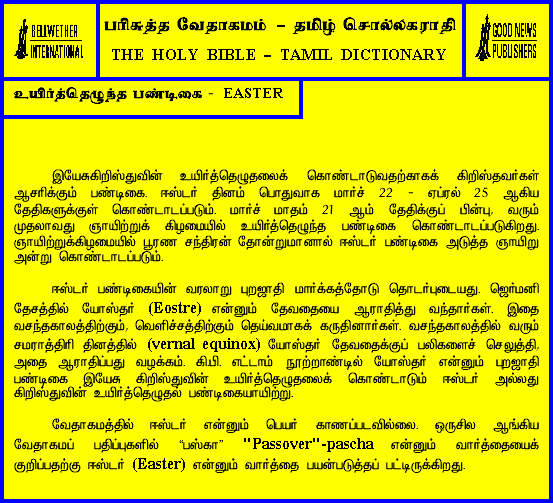 BELLWETHER
INTERNATIONAL
பரிசுத்த வேதாகமம் – தமிழ் சொல்லகராதி
THE HOLY BIBLE – TAMIL DICTIONARY
GOOD NEWS
PUBLISHERS
உயிர்த்தெழுந்த பண்டிகை - EASTER
இயேசுகிறிஸ்துவின் உயிர்த்தெழுதலைக் கொண்டாடுவதற்காகக் கிறிஸ்தவர்கள்
ஆசரிக்கும் பண்டிகை. ஈஸ்டர் தினம் பொதுவாக மார்ச் 22 - ஏப்ரல் 25 ஆகிய
தேதிகளுக்குள் கொண்டாடப்படும். மார்ச் மாதம் 21 ஆம் தேதிக்குப் பின்பு, வரும்
முதலாவது ஞாயிற்றுக் கிழமையில் உயிர்த்தெழுந்த பண்டிகை கொண்டாடப்படுகிறது.
ஞாயிற்றுக்கிழமையில் பூரண சந்திரன் தோன்றுமானால் ஈஸ்டர் பண்டிகை அடுத்த ஞாயிறு
அன்று கொண்டாடப்படும்.
ஈஸ்டர் பண்டிகையின் வரலாறு புறஜாதி மார்க்கத்தோடு தொடர்புடையது. ஜெர்மனி
தேசத்தில் யோஸ்தர் (Eostre) என்னும் தேவதையை ஆராதித்து வந்தார்கள். இதை
வசந்தகாலத்திற்கும், வெளிச்சத்திற்கும் தெய்வமாகக் கருதினார்கள். வசந்தகாலத்தில் வரும்
சமராத்திரி தினத்தில் (vernal equinox) யோஸ்தர் தேவதைக்குப் பலிகளைச் செலுத்தி,
அதை ஆராதிப்பது வழக்கம். கி.பி. எட்டாம் நூற்றாண்டில் யோஸ்தர் என்னும் புறஜாதி
பண்டிகை இயேசு கிறிஸ்துவின் உயிர்த்தெழுதலைக் கொண்டாடும் ஈஸ்டர் அல்லது
கிறிஸ்துவின் உயிர்த்தெழுதல் பண்டிகையாயிற்று.
வேதாகமத்தில் ஈஸ்டர் என்னும் பெயர் காணப்படவில்லை. ஒருசில ஆங்கிய
வேதாகமப் பதிப்புகளில் “பஸ்கா” "Passover"-pascha என்னும் வார்த்தையைக்
குறிப்பதற்கு ஈஸ்டர் (Easter) என்னும் வார்த்தை பயன்படுத்தப் பட்டிருக்கிறது.